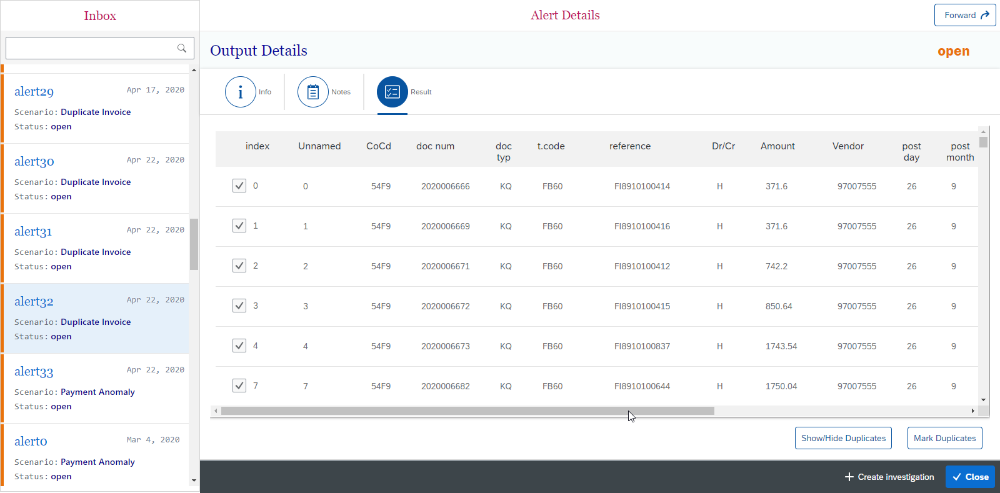 Inbox
alert29 Apr 17, 2020
Scenario: Duplicate Invoice
Status: open
alert30 Apr 22, 2020
Scenario: Duplicate Invoice
Status: open
alert31 Apr 22, 2020
Scenario: Duplicate Invoice
Status: open
alert32 Apr 22, 2020
Scenario: Duplicate Invoice
Status: open
alert33 Apr 22, 2020
Scenario: Payment Anomaly
Status: open
alert0 Mar 4, 2020
Scenario: Payment Anomaly
Status: open
Alert Details
Forward
Output Details
open
Info Notes Result
index Unnamed CoCd doc num doc t.code reference Dr/Cr Amount Vendor post post
typ day month
0 0 54F9 2020006666 KQ FB60 FI8910100414 H 371.6 97007555 26 9
1 1 54F9 2020006669 KQ FB60 FI8910100416 H 371.6 97007555 26 9
2 2 54F9 2020006671 KQ FB60 FI8910100412 H 742.2 97007555 26 9
3 3 54F9 2020006672 KQ FB60 FI8910100415 H 850.64 97007555 26 9
4 4 54F9 2020006673 KQ FB60 FI8910100837 H 1743.54 97007555 26 9
7 7 54F9 2020006682 KQ FB60 FI8910100644 H 1750.04 97007555 26 9
Show/Hide Duplicates Mark Duplicates
Create investigation Close